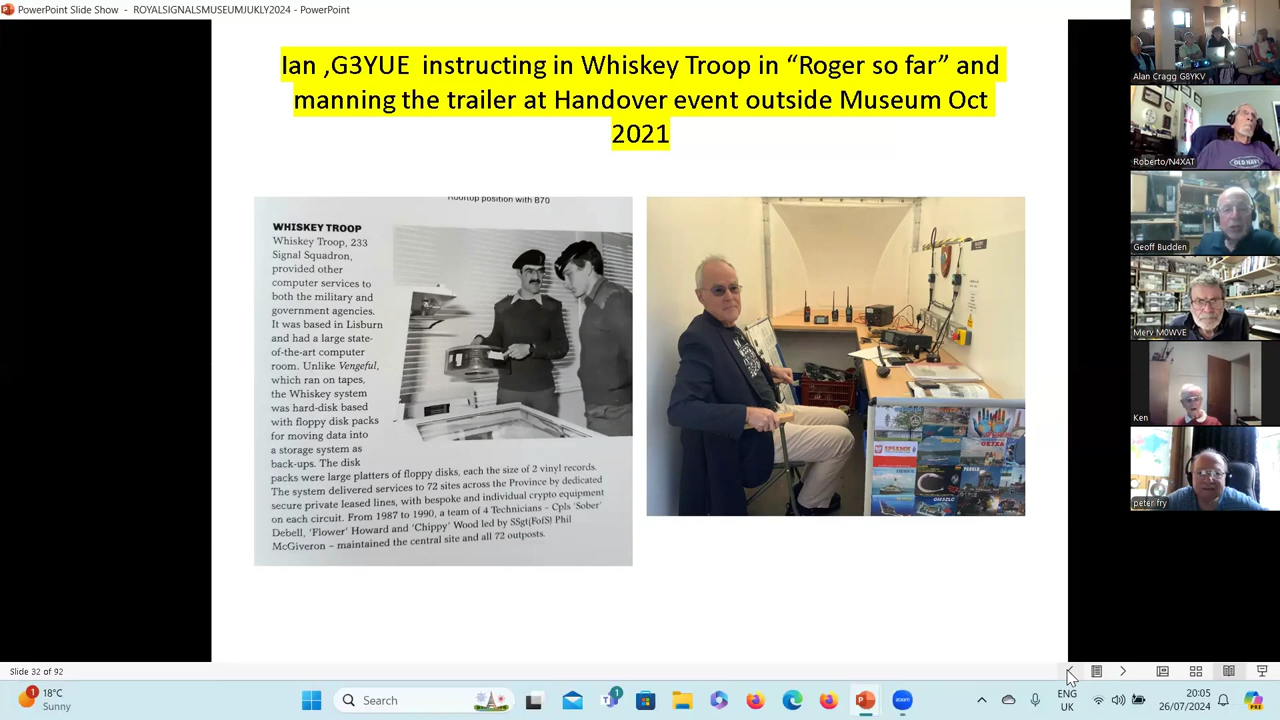 PowerPoint Slide Show - ROYALSIGNALSMUSEUMJUKLY2024 - PowerPoint
Ian ,G3YUE instructing in Whiskey Troop in “Roger so far” and
manning the trailer at Handover event outside Museum Oct
2021
Rooftop position with B70
WHISKEY TROOP
Whiskey Troop, 233
Signal Squadron,
provided other
computer services to
both the military and
government agencies.
It was based in Lisburn
and had a large state-
of-the-art computer
room. Unlike Vengeful,
which ran on tapes,
the Whiskey system
was hard-disk based
with floppy disk packs
for moving data into
a storage system as
back-ups. The disk
packs were large platters of floppy disks, each the size of 2 vinyl records.
The system delivered services to 72 sites across the Province by dedicated
secure private leased lines, with bespoke and individual crypto equipment
on each circuit. From 1987 to 1990, a team of 4 Technicians – Cpls 'Sober'
Debell, 'Flower' Howard and 'Chippy' Wood led by SSgt(FofS) Phil
McGiveron – maintained the central site and all 72 outposts.
Alan Cragg G8YKV
Roberto/N4XAT
OLD NAVY
Geoff Budden
Merv M0WVE
Ken
peter fry
Slide 32 of 92
1
18°C
Sunny
Search
1
zoom
ENG
UK
20:05
26/07/2024
PRE